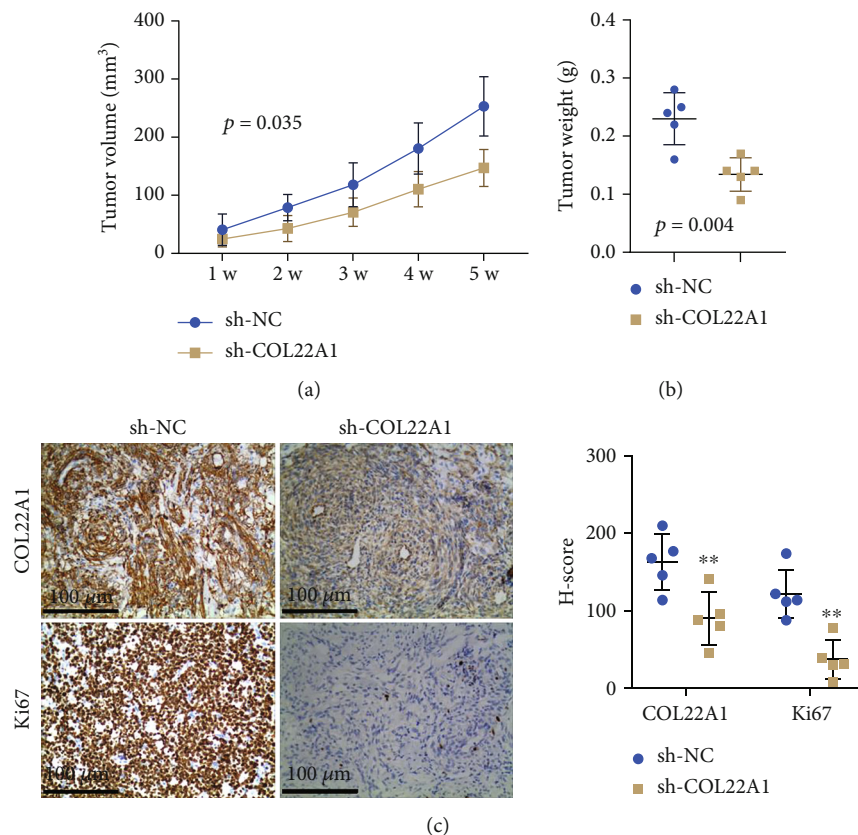 Tumor volume (mm³)
400
300
200
100
0
p = 0.035
1 w 2 w 3 w 4 w 5 w
sh-NC
sh-COL22A1
(a)
Tumor weight (g)
0.4
0.3
0.2
0.1
0.0
p = 0.004
sh-NC
sh-COL22A1
(b)
sh-NC sh-COL22A1
COL22A1
100 µm 100 µm
Ki67
100 µm 100 µm
H-score
300
200
100
0
**
**
COL22A1 Ki67
sh-NC
sh-COL22A1
(c)